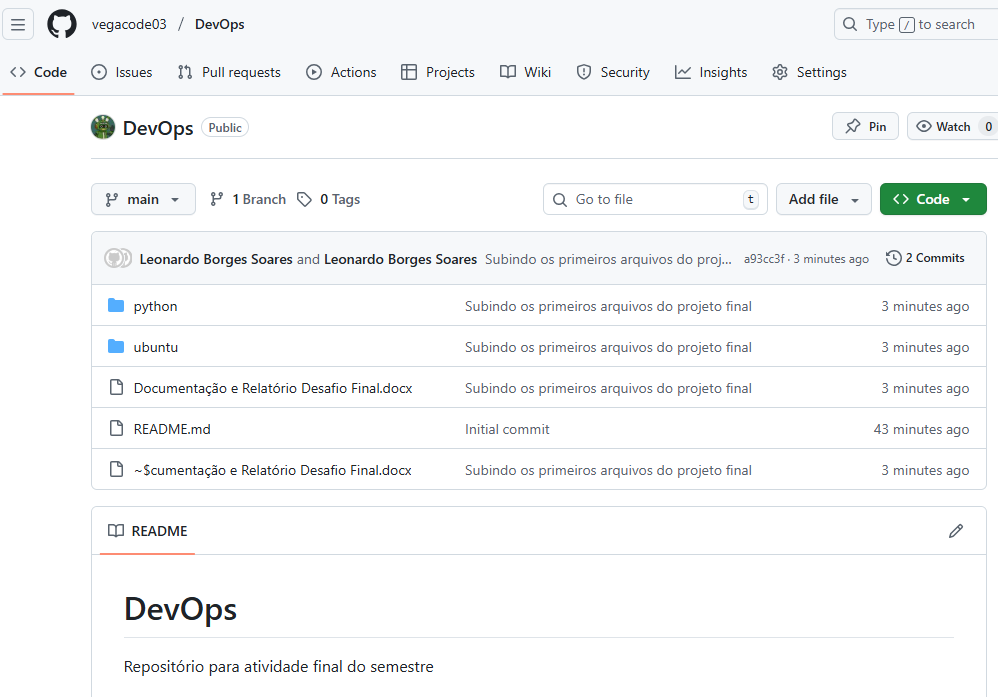 vegacode03 / DevOps
Type / to search
Code Issues Pull requests Actions Projects Wiki Security Insights Settings
DevOps Public
Pin Watch 0
main 1 Branch 0 Tags
Go to file t
Add file Code
Leonardo Borges Soares and Leonardo Borges Soares Subindo os primeiros arquivos do proj... a93cc3f · 3 minutes ago 2 Commits
python Subindo os primeiros arquivos do projeto final 3 minutes ago
ubuntu Subindo os primeiros arquivos do projeto final 3 minutes ago
Documentação e Relatório Desafio Final.docx Subindo os primeiros arquivos do projeto final 3 minutes ago
README.md Initial commit 43 minutes ago
~$cumentação e Relatório Desafio Final.docx Subindo os primeiros arquivos do projeto final 3 minutes ago
README
DevOps
Repositório para atividade final do semestre